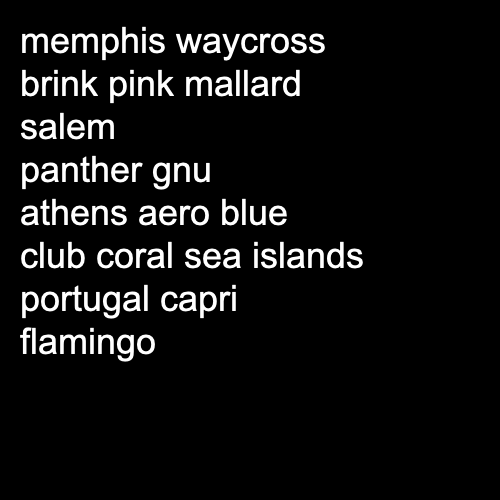 memphis waycross
brink pink mallard
salem
panther gnu
athens aero blue
club coral sea islands
portugal capri
flamingo